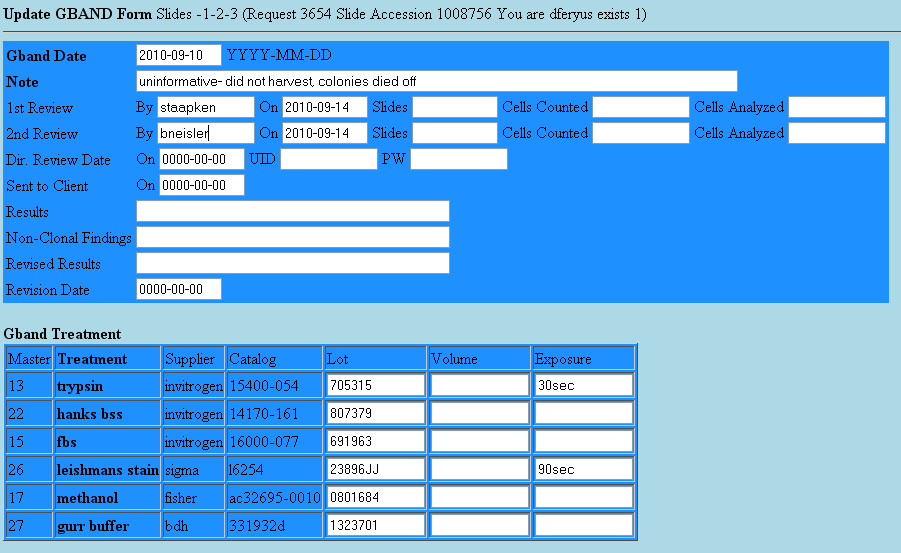 Update GBAND Form Slides -1-2-3 (Request 3654 Slide Accession 1008756 You are dferyus exists 1)
Gband Date 2010-09-10 YYYY-MM-DD
Note uninformative- did not harvest, colonies died off
1st Review By staapken On 2010-09-14 Slides Cells Counted Cells Analyzed
2nd Review By bneisler On 2010-09-14 Slides Cells Counted Cells Analyzed
Dir. Review Date On 0000-00-00 UID PW
Sent to Client On 0000-00-00
Results
Non-Clonal Findings
Revised Results
Revision Date 0000-00-00
Gband Treatment
Master Treatment Supplier Catalog Lot Volume Exposure
13 trypsin invitrogen 15400-054 705315 30sec
22 hanks bss invitrogen 14170-161 807379
15 fbs invitrogen 16000-077 691963
26 leishmans stain sigma l6254 23896JJ 90sec
17 methanol fisher ac32695-0010 0801684
27 gurr buffer bdh 331932d 1323701